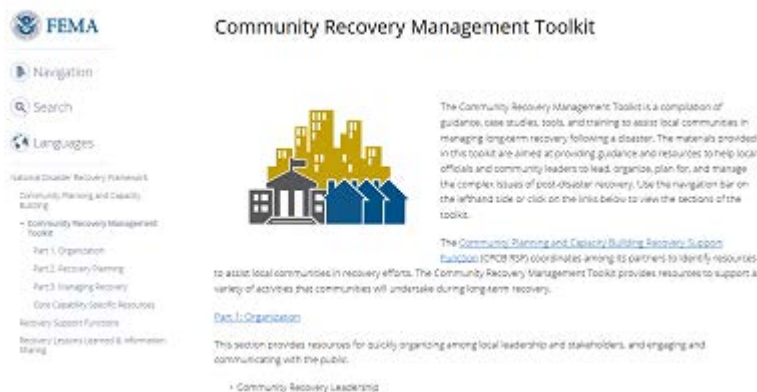 FEMA
Navigation
Search
Languages
National Disaster Recovery Framework
Community Planning and Capacity
Building
- Community Recovery Management
Toolkit
Part 1: Organization
Part 2: Recovery Planning
Part 3: Managing Recovery
Core Capability Specific Resources
Recovery Support Functions
Recovery Lessons Learned & Information
Sharing
Community Recovery Management Toolkit
The Community Recovery Management Toolkit is a compilation of
guidance, case studies, tools, and training to assist local communities in
managing long-term recovery following a disaster. The materials provided
in this toolkit are aimed at providing guidance and resources to help local
officials and community leaders to lead, organize, plan for, and manage
the complex issues of post-disaster recovery. Use the navigation bar on
the lefthand side or click on the links below to view the sections of the
toolkit.
The Community Planning and Capacity Building Recovery Support
Function (CPCB RSF) coordinates among its partners to identify resources
to assist local communities in recovery efforts. The Community Recovery Management Toolkit provides resources to support a
variety of activities that communities will undertake during long-term recovery.
Part 1: Organization
This section provides resources for quickly organizing among local leadership and stakeholders, and engaging and
communicating with the public.
• Community Recovery Leadership